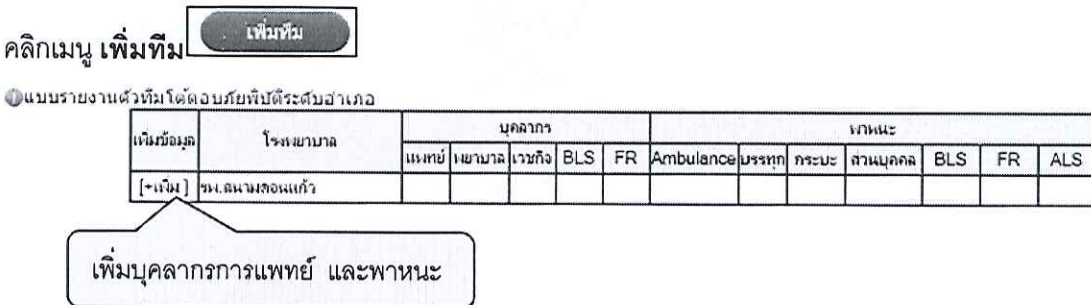 คลิกเมนู เพิ่มทีม เพิ่มทีม
แบบรายงานตัวทีมโต้ตอบภัยพิบัติระดับอำเภอ
เพิ่มข้อมูล โรงพยาบาล บุคลากร พาหนะ
แพทย์ พยาบาล เวชกิจ BLS FR Ambulance บรรทุก กระบะ ส่วนบุคคล BLS FR ALS
[+เพิ่ม] รพ.สนามดอนแก้ว
เพิ่มบุคลากรการแพทย์ และพาหนะ